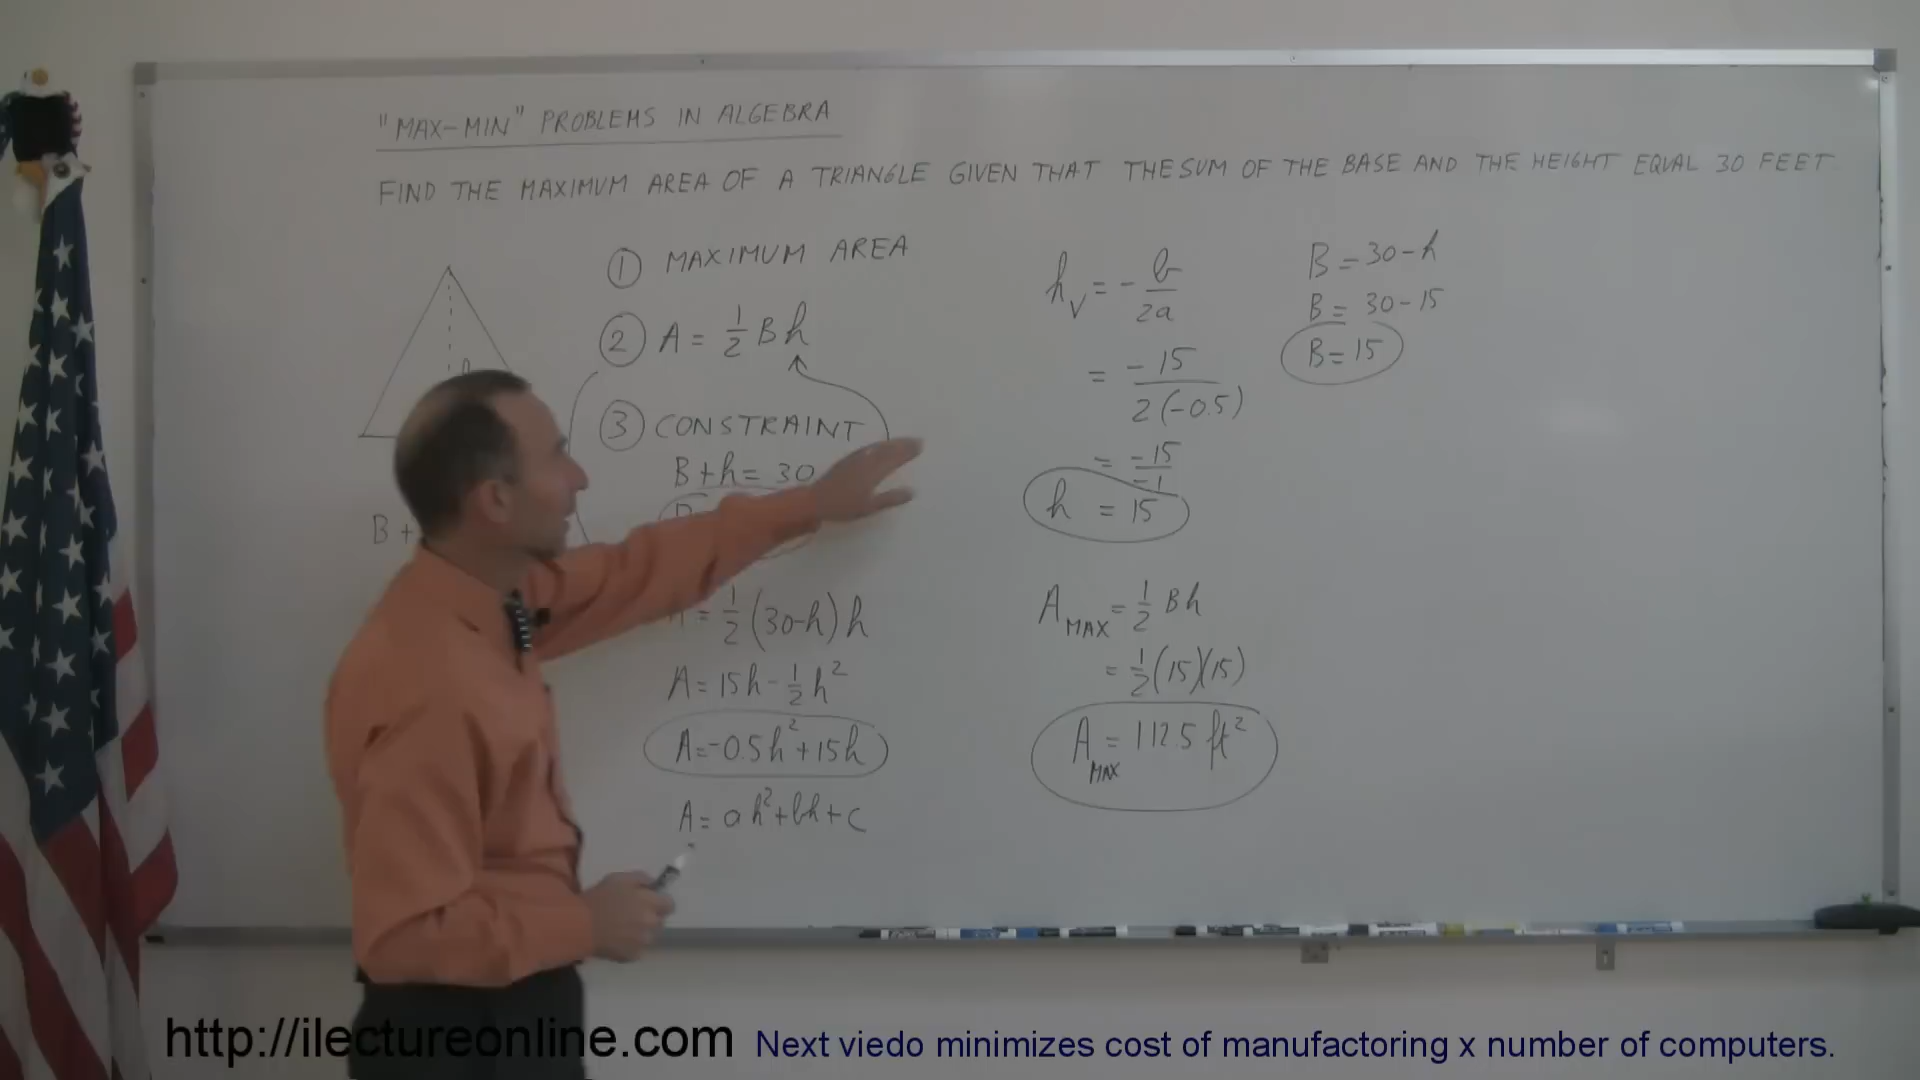 "MAX-MIN" PROBLEMS IN ALGEBRA
FIND THE MAXIMUM AREA OF A TRIANGLE GIVEN THAT THE SUM OF THE BASE AND THE HEIGHT EQUAL 30 FEET
① MAXIMUM AREA
② A = 1/2 B h
③ CONSTRAINT
B + h = 30
B +
= 1/2 (30-h) h
A = 15h - 1/2 h²
A = -0.5h² + 15h
A = ah² + bh + c
h_V = - b/2a
= -15/2(-0.5)
= -15/-1
h = 15
A_MAX = 1/2 B h
= 1/2 (15)(15)
A_MAX = 112.5 ft²
B = 30-h
B = 30-15
B = 15
http://ilectureonline.com
Next viedo minimizes cost of manufactoring x number of computers.